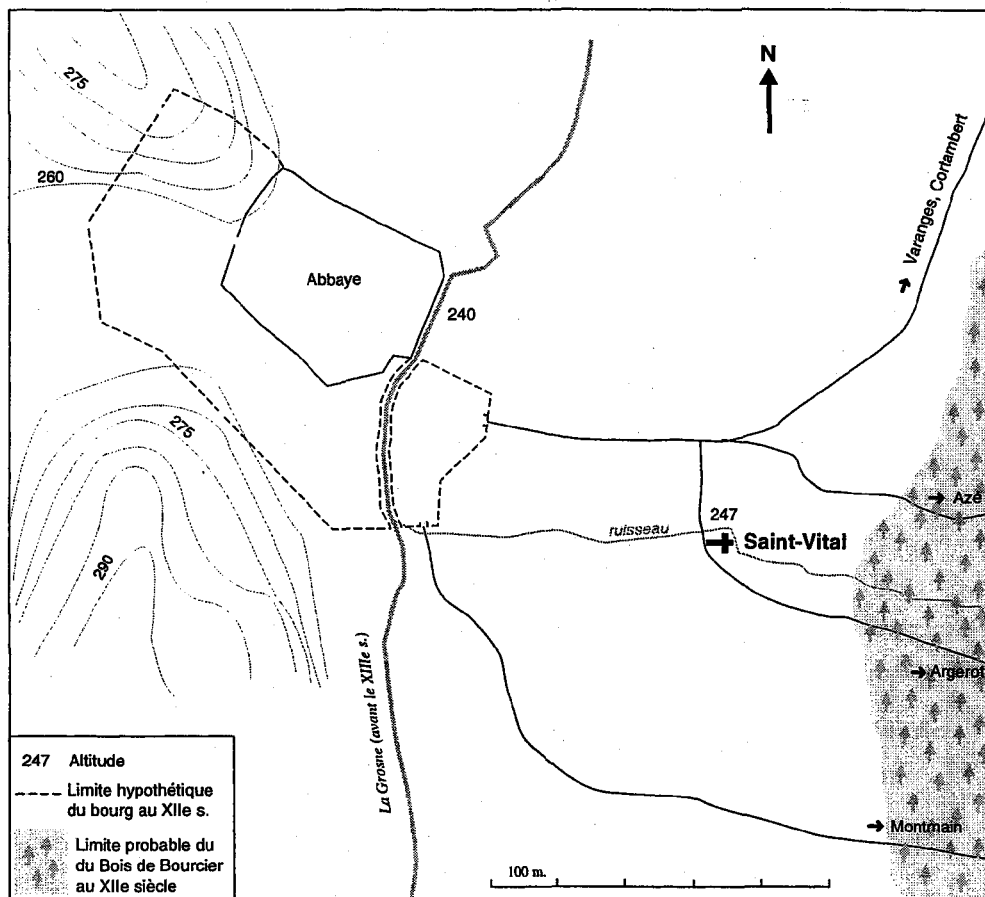 275
N
260
Varanges, Cortambert
Abbaye
240
275
Azé
247
ruisseau
Saint-Vital
290
La Grosne (avant le XIIIe s.)
Argerot
247 Altitude
Limite hypothétique
du bourg au XIIe s.
Montmain
Limite probable du
du Bois de Bourcier
au XIIe siècle
100 m.